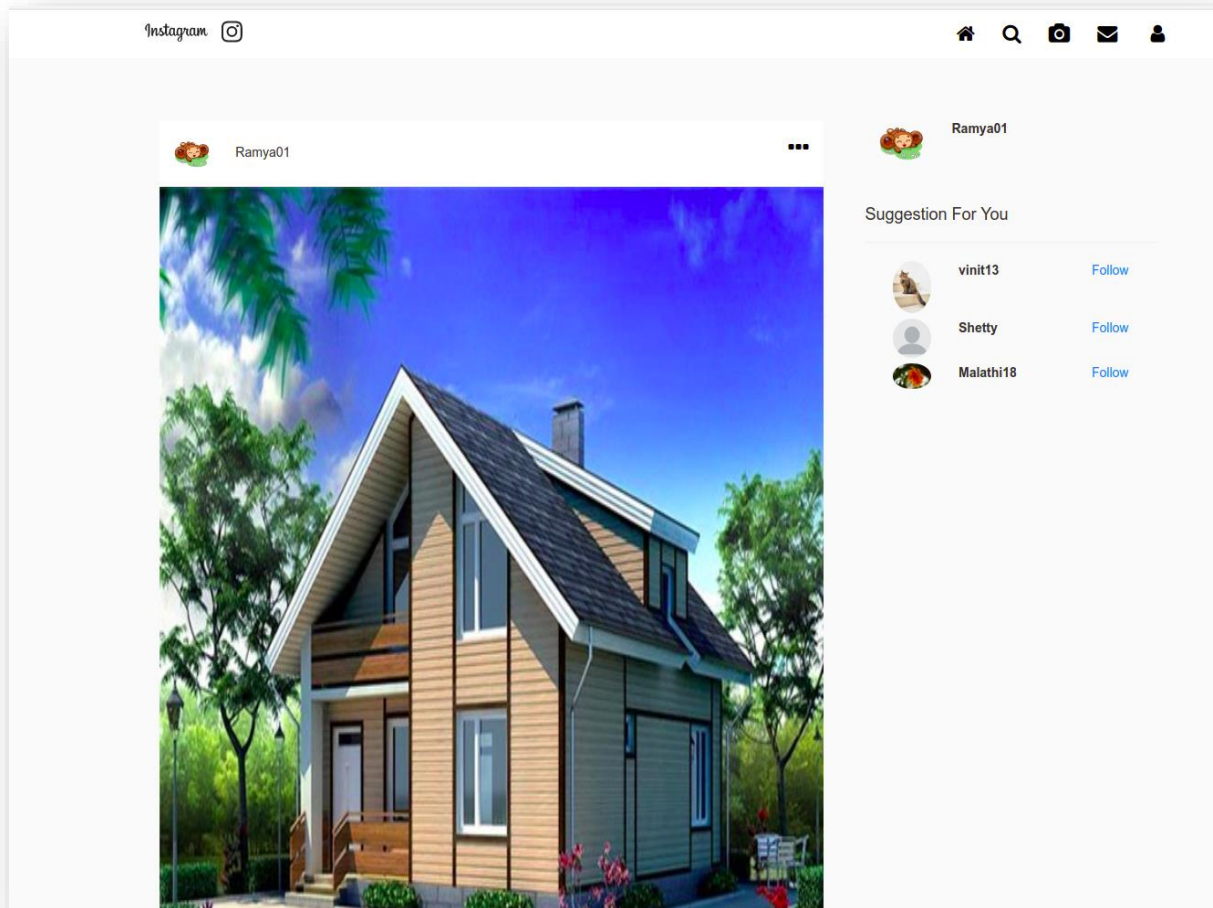 Instagram
Ramya01
Ramya01
Suggestion For You
vinit13 Follow
Shetty Follow
Malathi18 Follow